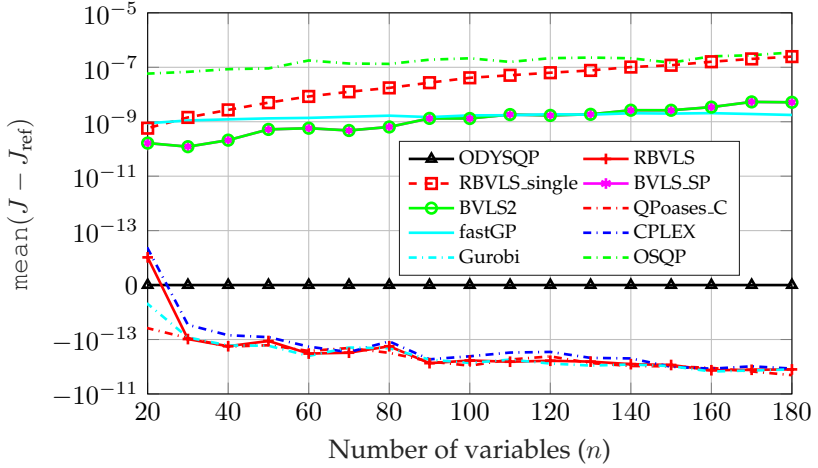 10^{-5}
10^{-7}
10^{-9}
10^{-11}
10^{-13}
0
−10^{-13}
−10^{-11}
mean(J − J_ref)
ODYSQP RBVLS
RBVLS_single BVLS_SP
BVLS2 QPoases_C
fastGP CPLEX
Gurobi OSQP
20 40 60 80 100 120 140 160 180
Number of variables (n)